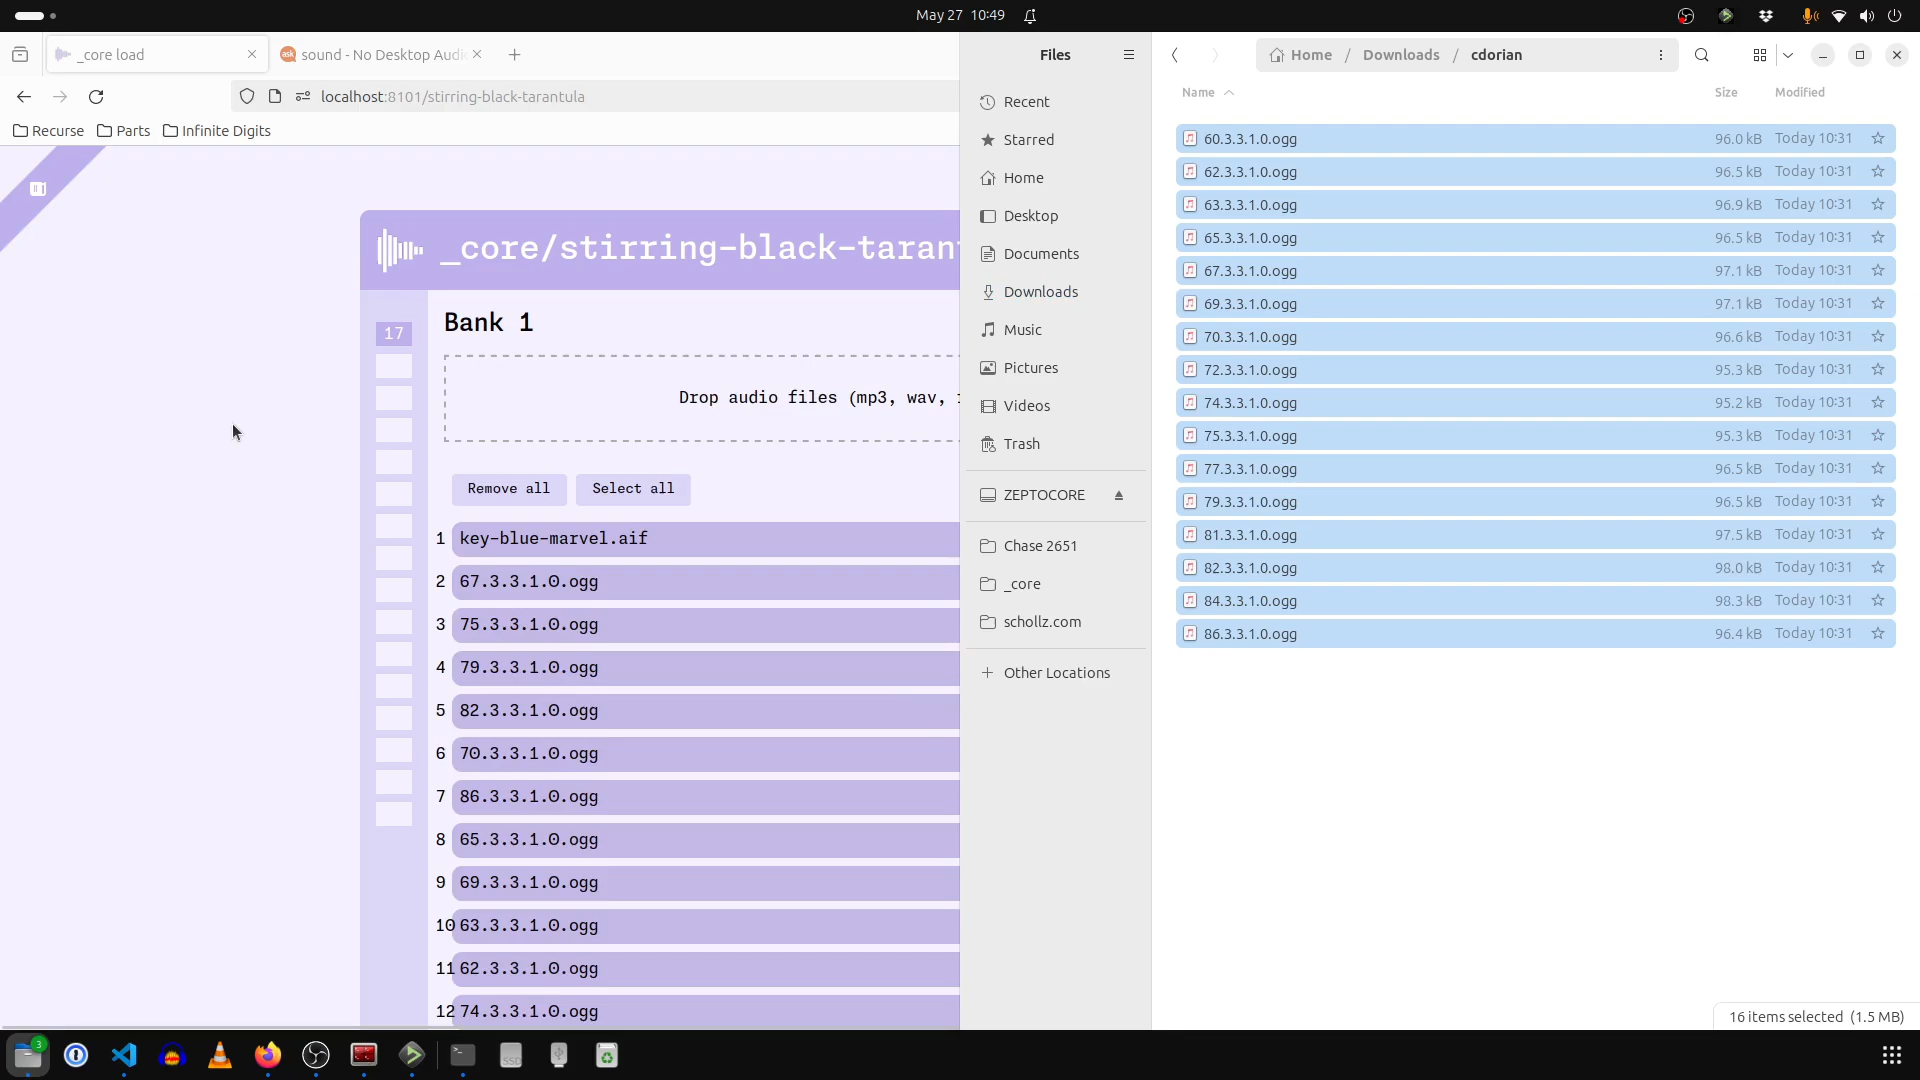 May 27 10:49
_core load
ask sound - No Desktop Audi
localhost:8101/stirring-black-tarantula
Recurse Parts Infinite Digits
_core/stirring-black-tarant
17
Bank 1
Drop audio files (mp3, wav,
Remove all Select all
1 key-blue-marvel.aif
2 67.3.3.1.0.ogg
3 75.3.3.1.0.ogg
4 79.3.3.1.0.ogg
5 82.3.3.1.0.ogg
6 70.3.3.1.0.ogg
7 86.3.3.1.0.ogg
8 65.3.3.1.0.ogg
9 69.3.3.1.0.ogg
10 63.3.3.1.0.ogg
11 62.3.3.1.0.ogg
12 74.3.3.1.0.ogg
Files
Recent
Starred
Home
Desktop
Documents
Downloads
Music
Pictures
Videos
Trash
ZEPTOCORE
Chase 2651
_core
schollz.com
Other Locations
Home / Downloads / cdorian
Name Size Modified
60.3.3.1.0.ogg 96.0 kB Today 10:31
62.3.3.1.0.ogg 96.5 kB Today 10:31
63.3.3.1.0.ogg 96.9 kB Today 10:31
65.3.3.1.0.ogg 96.5 kB Today 10:31
67.3.3.1.0.ogg 97.1 kB Today 10:31
69.3.3.1.0.ogg 97.1 kB Today 10:31
70.3.3.1.0.ogg 96.6 kB Today 10:31
72.3.3.1.0.ogg 95.3 kB Today 10:31
74.3.3.1.0.ogg 95.2 kB Today 10:31
75.3.3.1.0.ogg 95.3 kB Today 10:31
77.3.3.1.0.ogg 96.5 kB Today 10:31
79.3.3.1.0.ogg 96.5 kB Today 10:31
81.3.3.1.0.ogg 97.5 kB Today 10:31
82.3.3.1.0.ogg 98.0 kB Today 10:31
84.3.3.1.0.ogg 98.3 kB Today 10:31
86.3.3.1.0.ogg 96.4 kB Today 10:31
16 items selected (1.5 MB)
3
SSD